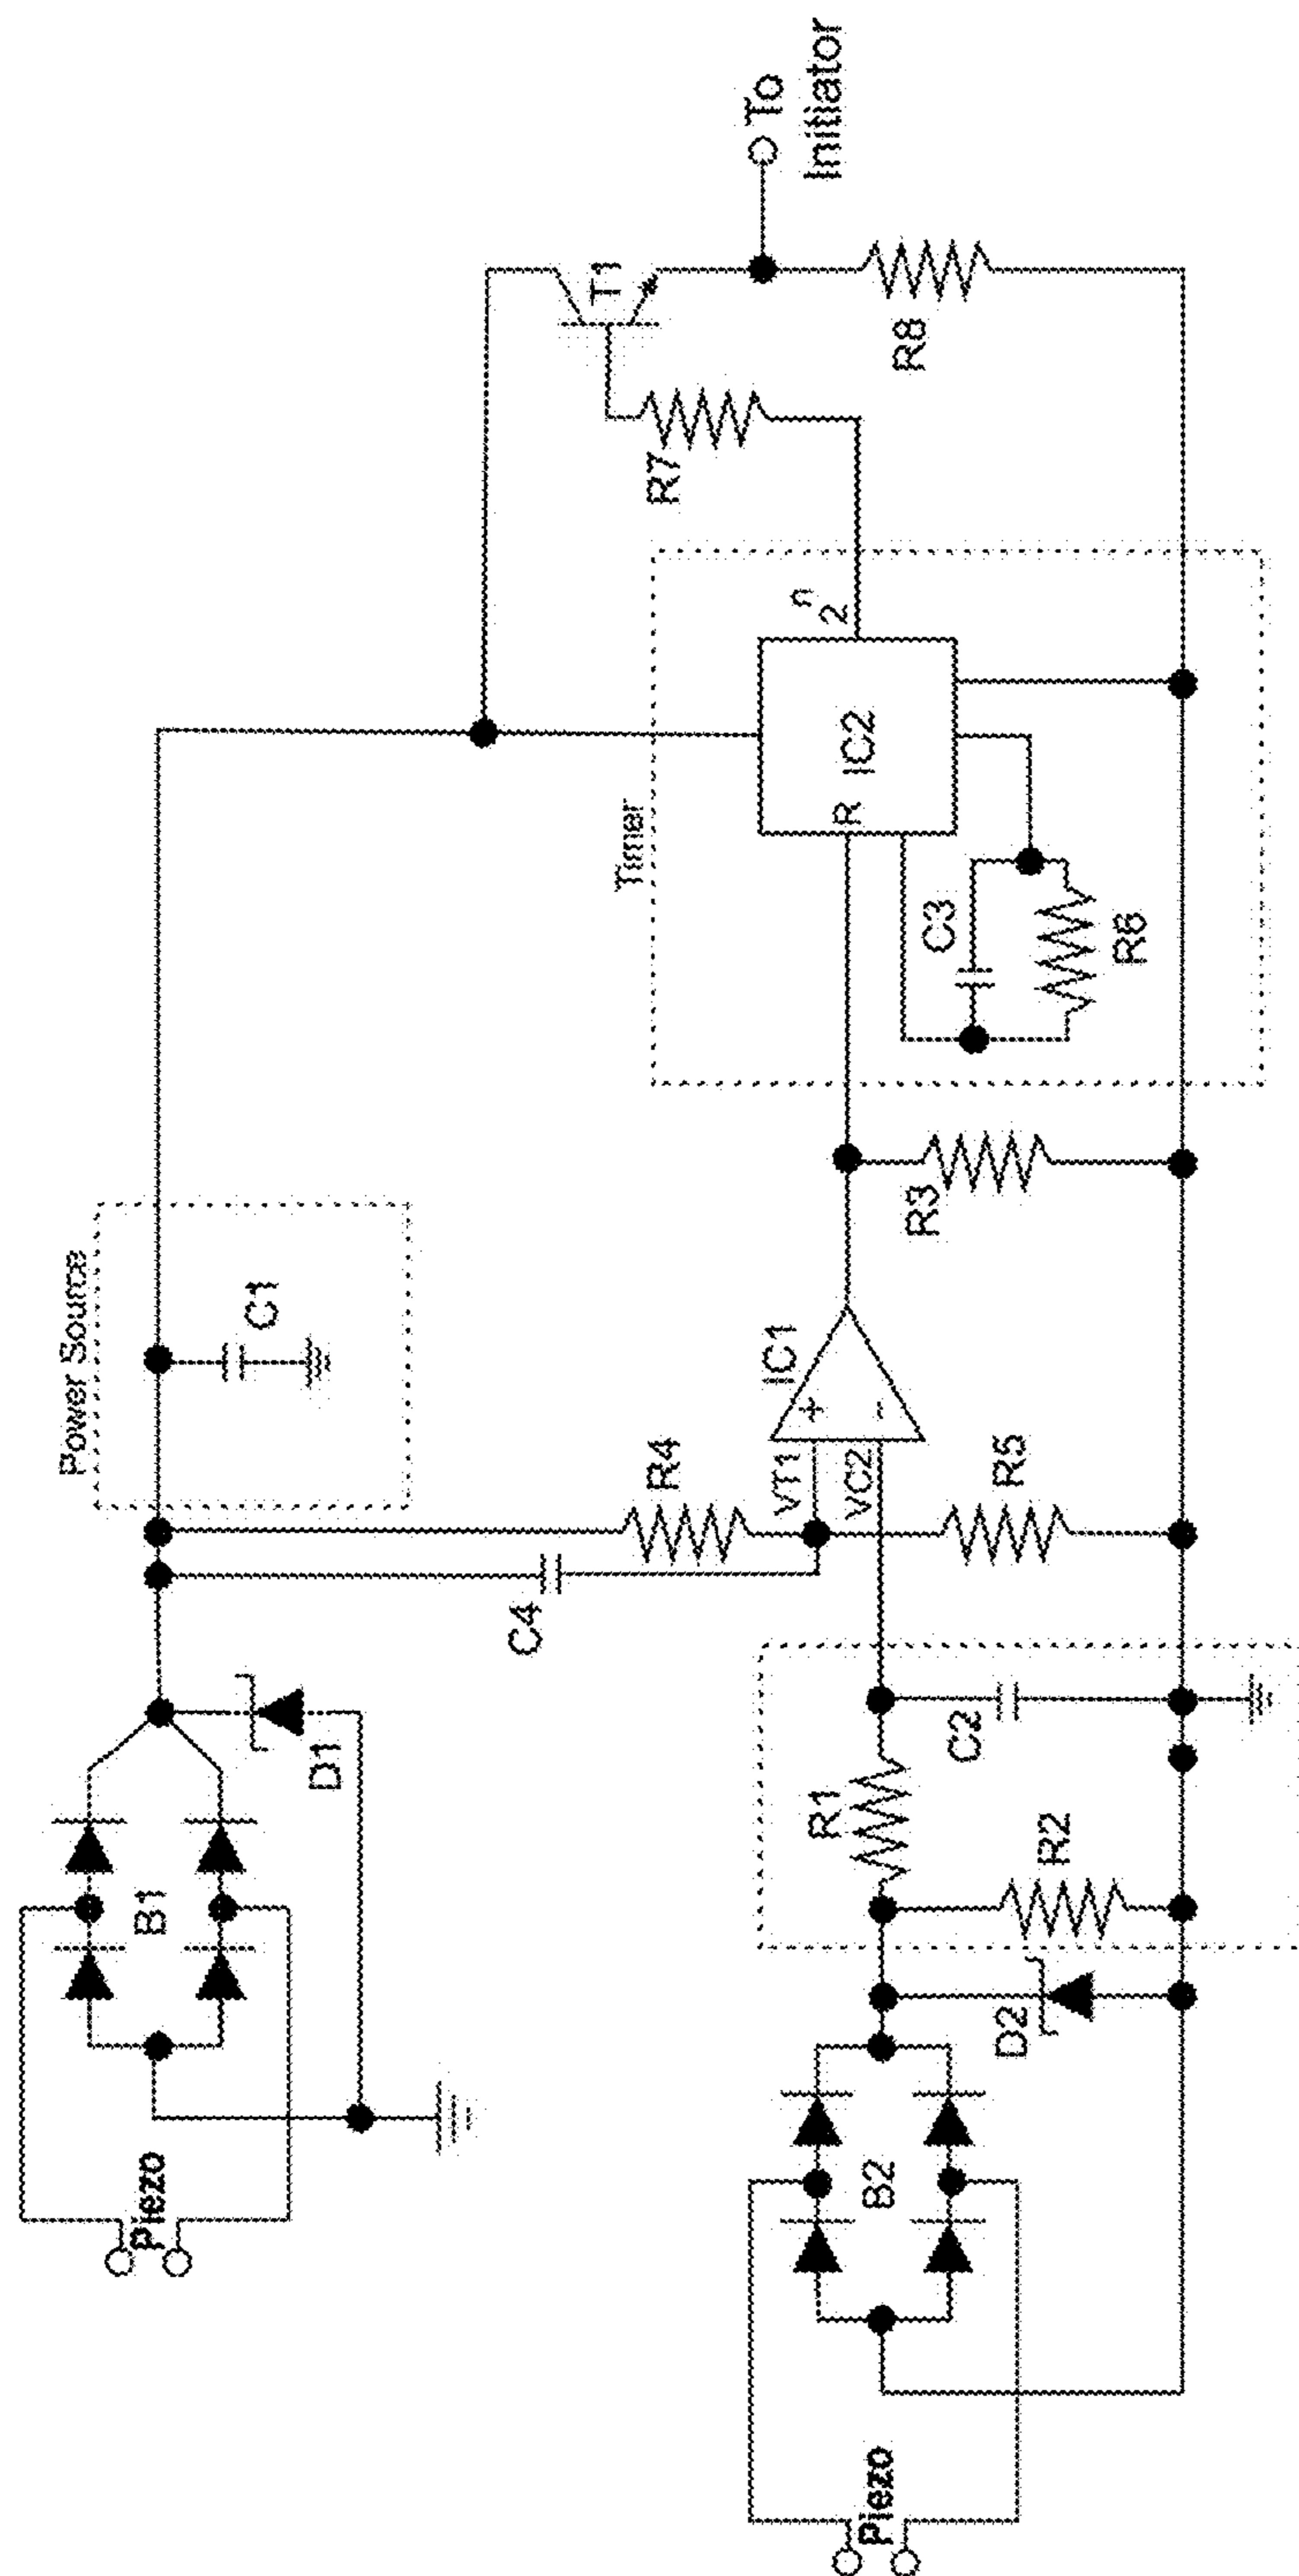 Power Source
C1
Timer
T1
To
Initiator
R7
R8
n
2
IC2
R
C3
R6
R3
IC1
+
-
VT1
VC2
R4
R5
C4
D1
B1
Piezo
R1
C2
R2
D2
B2
Piezo